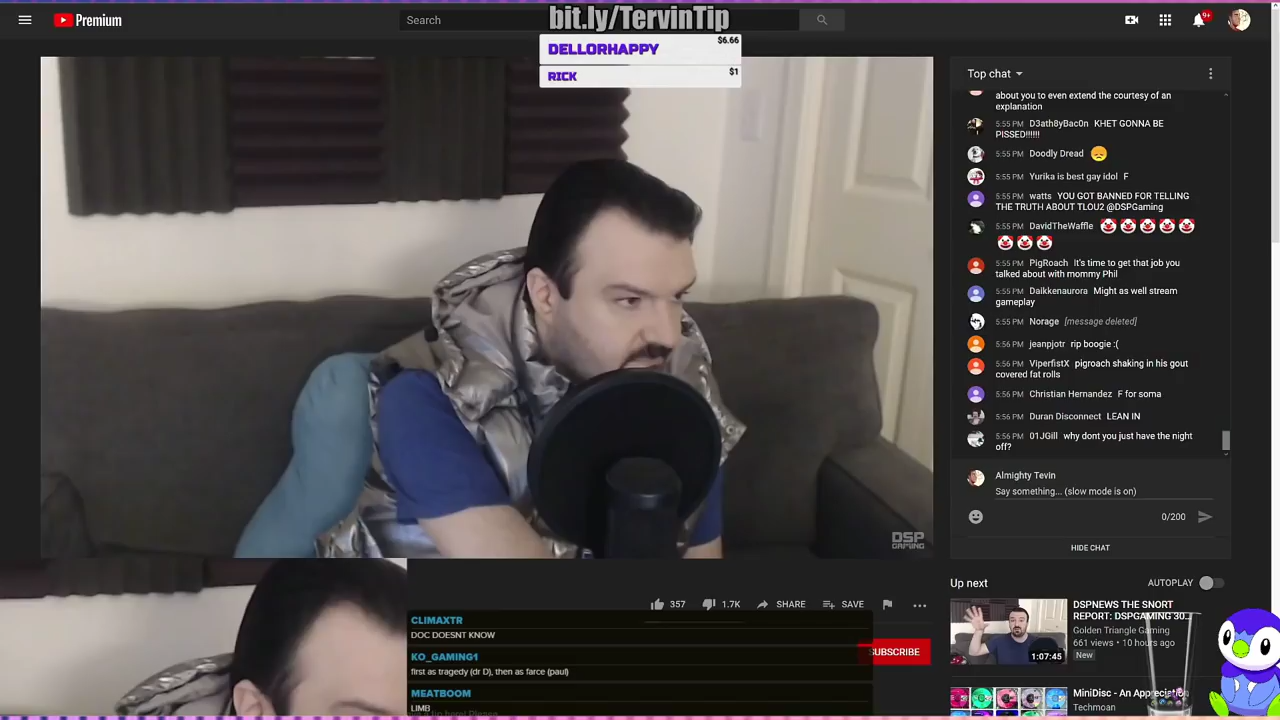 Premium
Search
bit.ly/TervinTip
9+
DELLORHAPPY $6.66
RICK $1
Top chat
about you to even extend the courtesy of an
explanation
5:55 PM D3ath8yBac0n KHET GONNA BE
PISSED!!!!!!
5:55 PM Doodly Dread 😞
5:55 PM Yurika is best gay idol F
5:55 PM watts YOU GOT BANNED FOR TELLING
THE TRUTH ABOUT TLOU2 @DSPGaming
5:55 PM DavidTheWaffle 🤡🤡🤡🤡🤡
🤡🤡🤡
5:55 PM PigRoach It's time to get that job you
talked about with mommy Phil
5:55 PM Daikkenaurora Might as well stream
gameplay
5:55 PM Norage [message deleted]
5:56 PM jeanpjotr rip boogie :(
5:56 PM ViperfistX pigroach shaking in his gout
covered fat rolls
5:56 PM Christian Hernandez F for soma
5:56 PM Duran Disconnect LEAN IN
5:56 PM 01JGill why dont you just have the night
off?
Almighty Tevin
Say something... (slow mode is on)
0/200
HIDE CHAT
DSP
GAMING
357 1.7K SHARE SAVE
SUBSCRIBE
CLIMAXTR
DOC DOESNT KNOW
KO_GAMING1
first as tragedy (dr D), then as farce (paul)
MEATBOOM
LIMB
Up next
AUTOPLAY
DSPNEWS THE SNORT
REPORT: DSPGAMING 30...
Golden Triangle Gaming
661 views • 10 hours ago
New
1:07:45
MiniDisc - An Appreciation
Techmoan